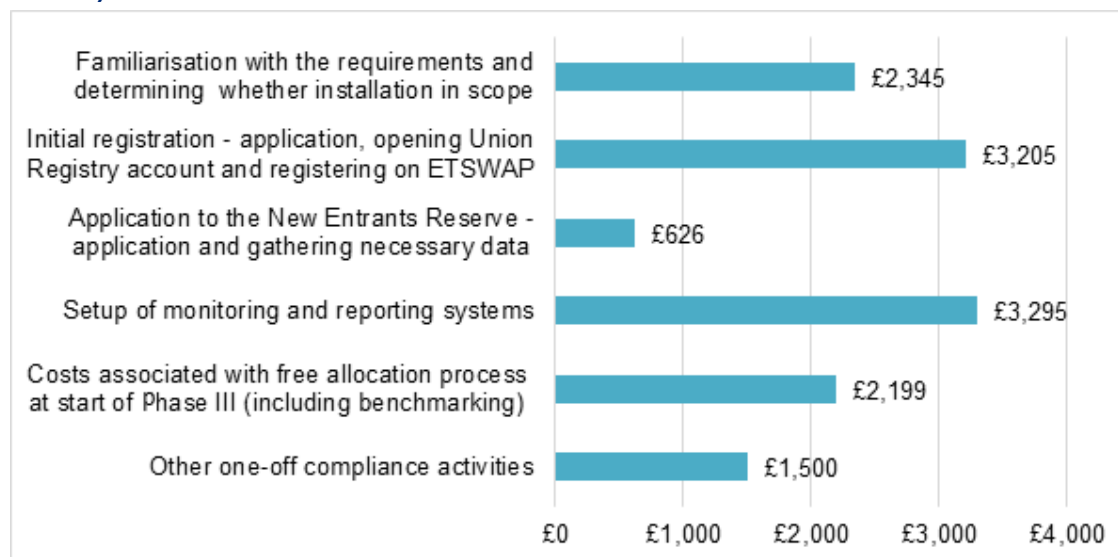 Familiarisation with the requirements and
determining whether installation in scope
£2,345
Initial registration - application, opening Union
Registry account and registering on ETSWAP
£3,205
Application to the New Entrants Reserve -
application and gathering necessary data
£626
Setup of monitoring and reporting systems
£3,295
Costs associated with free allocation process
at start of Phase III (including benchmarking)
£2,199
Other one-off compliance activities
£1,500
£0 £1,000 £2,000 £3,000 £4,000